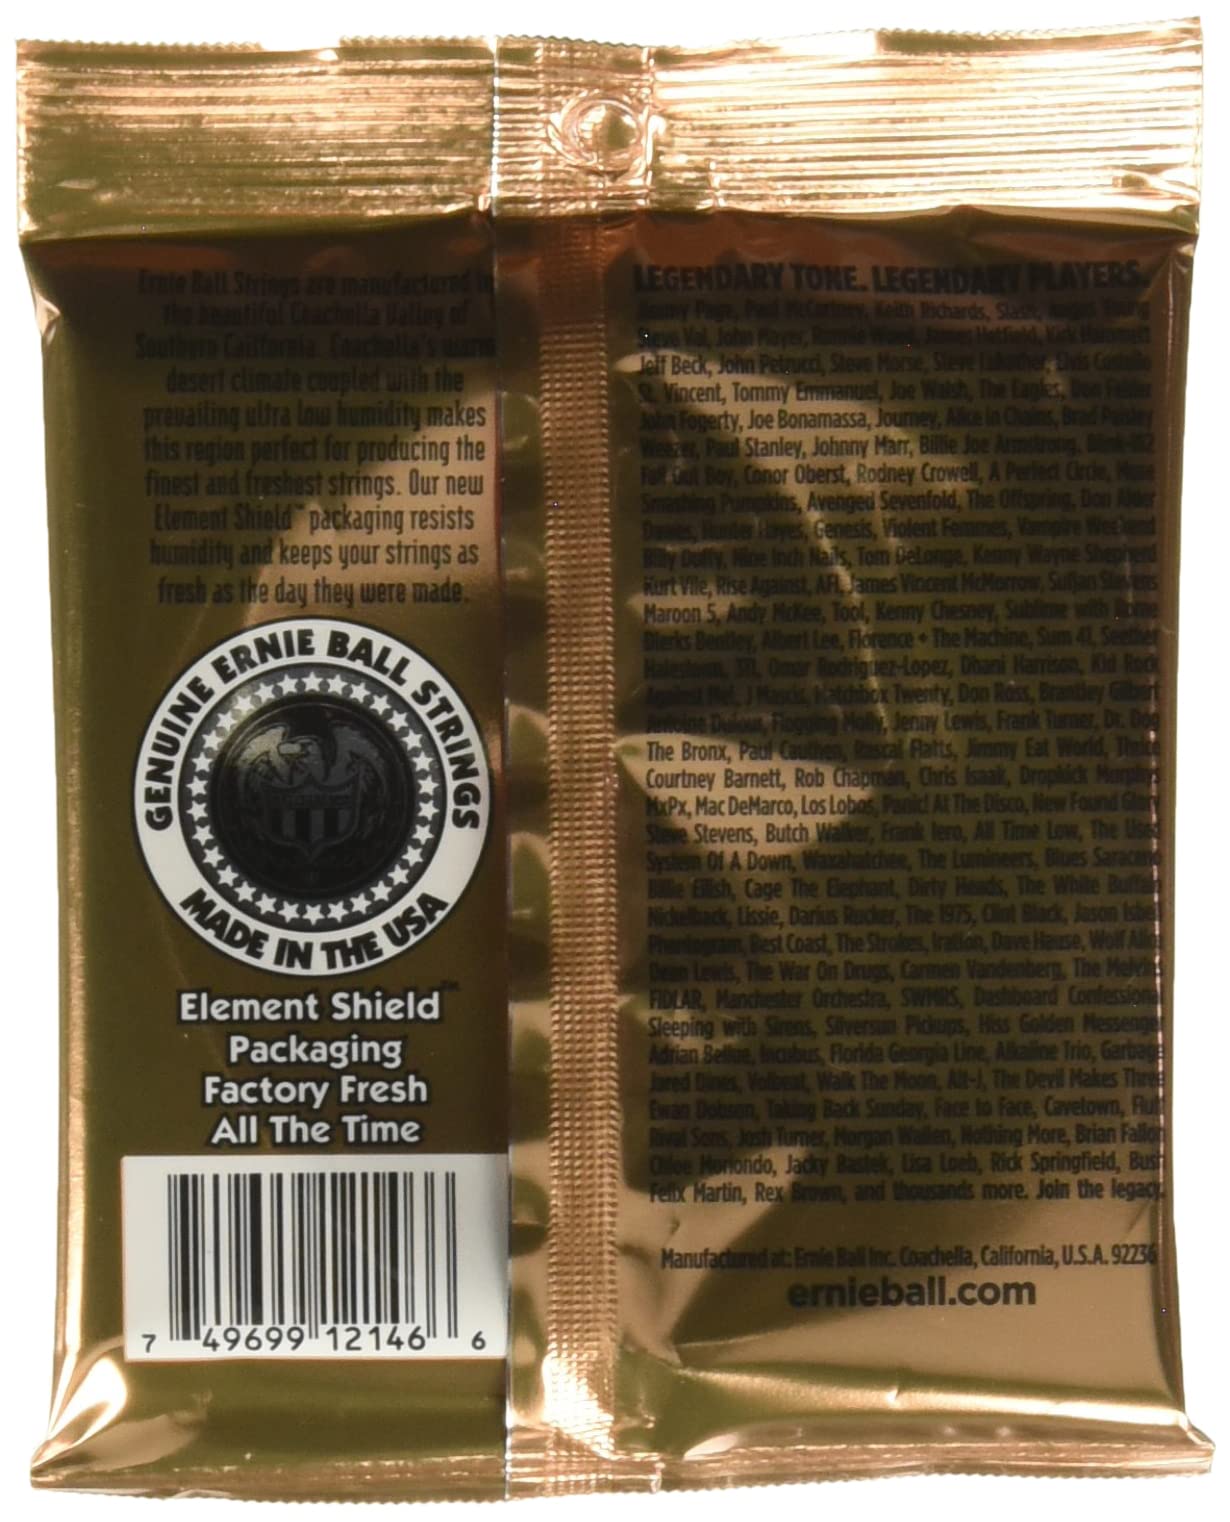 Ernie Ball Strings are manufactured in
the beautiful Coachella Valley of
Southern California. Coachella's warm
desert climate coupled with the
prevailing ultra low humidity makes
this region perfect for producing the
finest and freshest strings. Our new
Element Shield™ packaging resists
humidity and keeps your strings as
fresh as the day they were made.
GENUINE ERNIE BALL STRINGS
MADE IN THE USA
Element Shield™
Packaging
Factory Fresh
All The Time
7 49699 12146 6
LEGENDARY TONE. LEGENDARY PLAYERS.
Jimmy Page, Paul McCartney, Keith Richards, Slash, Angus Young
Steve Vai, John Mayer, Ronnie Wood, James Hetfield, Kirk Hammett
Jeff Beck, John Petrucci, Steve Morse, Steve Lukather, Elvis Costello
St. Vincent, Tommy Emmanuel, Joe Walsh, The Eagles, Don Felder
John Fogerty, Joe Bonamassa, Journey, Alice in Chains, Brad Paisley
Weezer, Paul Stanley, Johnny Marr, Billie Joe Armstrong, Blink-182
Fall Out Boy, Conor Oberst, Rodney Crowell, A Perfect Circle, Muse
Smashing Pumpkins, Avenged Sevenfold, The Offspring, Don Alder
Dawes, Hunter Hayes, Genesis, Violent Femmes, Vampire Weekend
Billy Duffy, Nine Inch Nails, Tom DeLonge, Kenny Wayne Shepherd
Kurt Vile, Rise Against, AFI, James Vincent McMorrow, Sufjan Stevens
Maroon 5, Andy McKee, Tool, Kenny Chesney, Sublime with Rome
Dierks Bentley, Albert Lee, Florence + The Machine, Sum 41, Seether
Halestorm, 311, Omar Rodriguez-Lopez, Dhani Harrison, Kid Rock
Against Me!, J Mascis, Matchbox Twenty, Don Ross, Brantley Gilbert
Antoine Dufour, Flogging Molly, Jenny Lewis, Frank Turner, Dr. Dog
The Bronx, Paul Cauthen, Rascal Flatts, Jimmy Eat World, Thrice
Courtney Barnett, Rob Chapman, Chris Isaak, Dropkick Murphys
MxPx, Mac DeMarco, Los Lobos, Panic! At The Disco, New Found Glory
Steve Stevens, Butch Walker, Frank Iero, All Time Low, The Used
System Of A Down, Waxahatchee, The Lumineers, Blues Saraceno
Billie Eilish, Cage The Elephant, Dirty Heads, The White Buffalo
Nickelback, Lissie, Darius Rucker, The 1975, Clint Black, Jason Isbell
Phantogram, Best Coast, The Strokes, Iration, Dave Hause, Wolf Alice
Dean Lewis, The War On Drugs, Carmen Vandenberg, The Melvins
FIDLAR, Manchester Orchestra, SWMRS, Dashboard Confessional
Sleeping with Sirens, Silversun Pickups, Hiss Golden Messenger
Adrian Bellue, Incubus, Florida Georgia Line, Alkaline Trio, Garbage
Jared Dines, Volbeat, Walk The Moon, Alt-J, The Devil Makes Three
Ewan Dobson, Taking Back Sunday, Face to Face, Cavetown, Fluff
Rival Sons, Josh Turner, Morgan Wallen, Nothing More, Brian Fallon
Chloe Moriondo, Jacky Bastek, Lisa Loeb, Rick Springfield, Bush
Felix Martin, Rex Brown, and thousands more. Join the legacy.
Manufactured at: Ernie Ball Inc. Coachella, California, U.S.A. 92236
ernieball.com